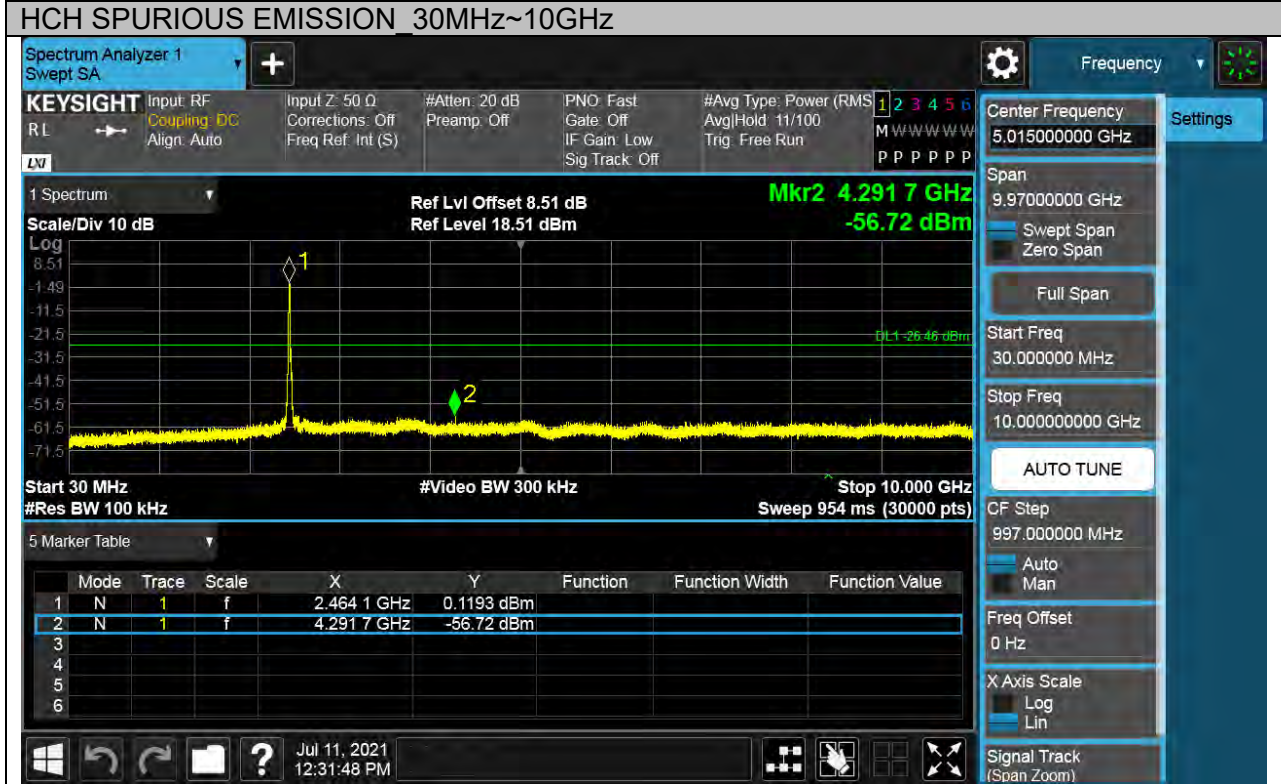 HCH SPURIOUS EMISSION_30MHz~10GHz
Spectrum Analyzer 1
Swept SA
+
Frequency
KEYSIGHT
RL
LXI
Input: RF
Coupling: DC
Align: Auto
Input Z: 50 Ω
Corrections: Off
Freq Ref: Int (S)
#Atten: 20 dB
Preamp: Off
PNO: Fast
Gate: Off
IF Gain: Low
Sig Track: Off
#Avg Type: Power (RMS
Avg|Hold: 11/100
Trig: Free Run
1 2 3 4 5 6
M W W W W W
P P P P P P
Settings
Center Frequency
5.015000000 GHz
Span
9.97000000 GHz
Swept Span
Zero Span
Full Span
Start Freq
30.000000 MHz
Stop Freq
10.000000000 GHz
AUTO TUNE
CF Step
997.000000 MHz
Auto
Man
Freq Offset
0 Hz
X Axis Scale
Log
Lin
Signal Track
(Span Zoom)
1 Spectrum
Scale/Div 10 dB
Ref Lvl Offset 8.51 dB
Ref Level 18.51 dBm
Mkr2 4.291 7 GHz
-56.72 dBm
Log
8.51
-1.49
-11.5
-21.5
-31.5
-41.5
-51.5
-61.5
-71.5
1
2
DL1 -26.46 dBm
Start 30 MHz
#Video BW 300 kHz
Stop 10.000 GHz
#Res BW 100 kHz
Sweep 954 ms (30000 pts)
5 Marker Table
Mode Trace Scale X Y Function Function Width Function Value
1 N 1 f 2.464 1 GHz 0.1193 dBm
2 N 1 f 4.291 7 GHz -56.72 dBm
3
4
5
6
?
Jul 11, 2021
12:31:48 PM